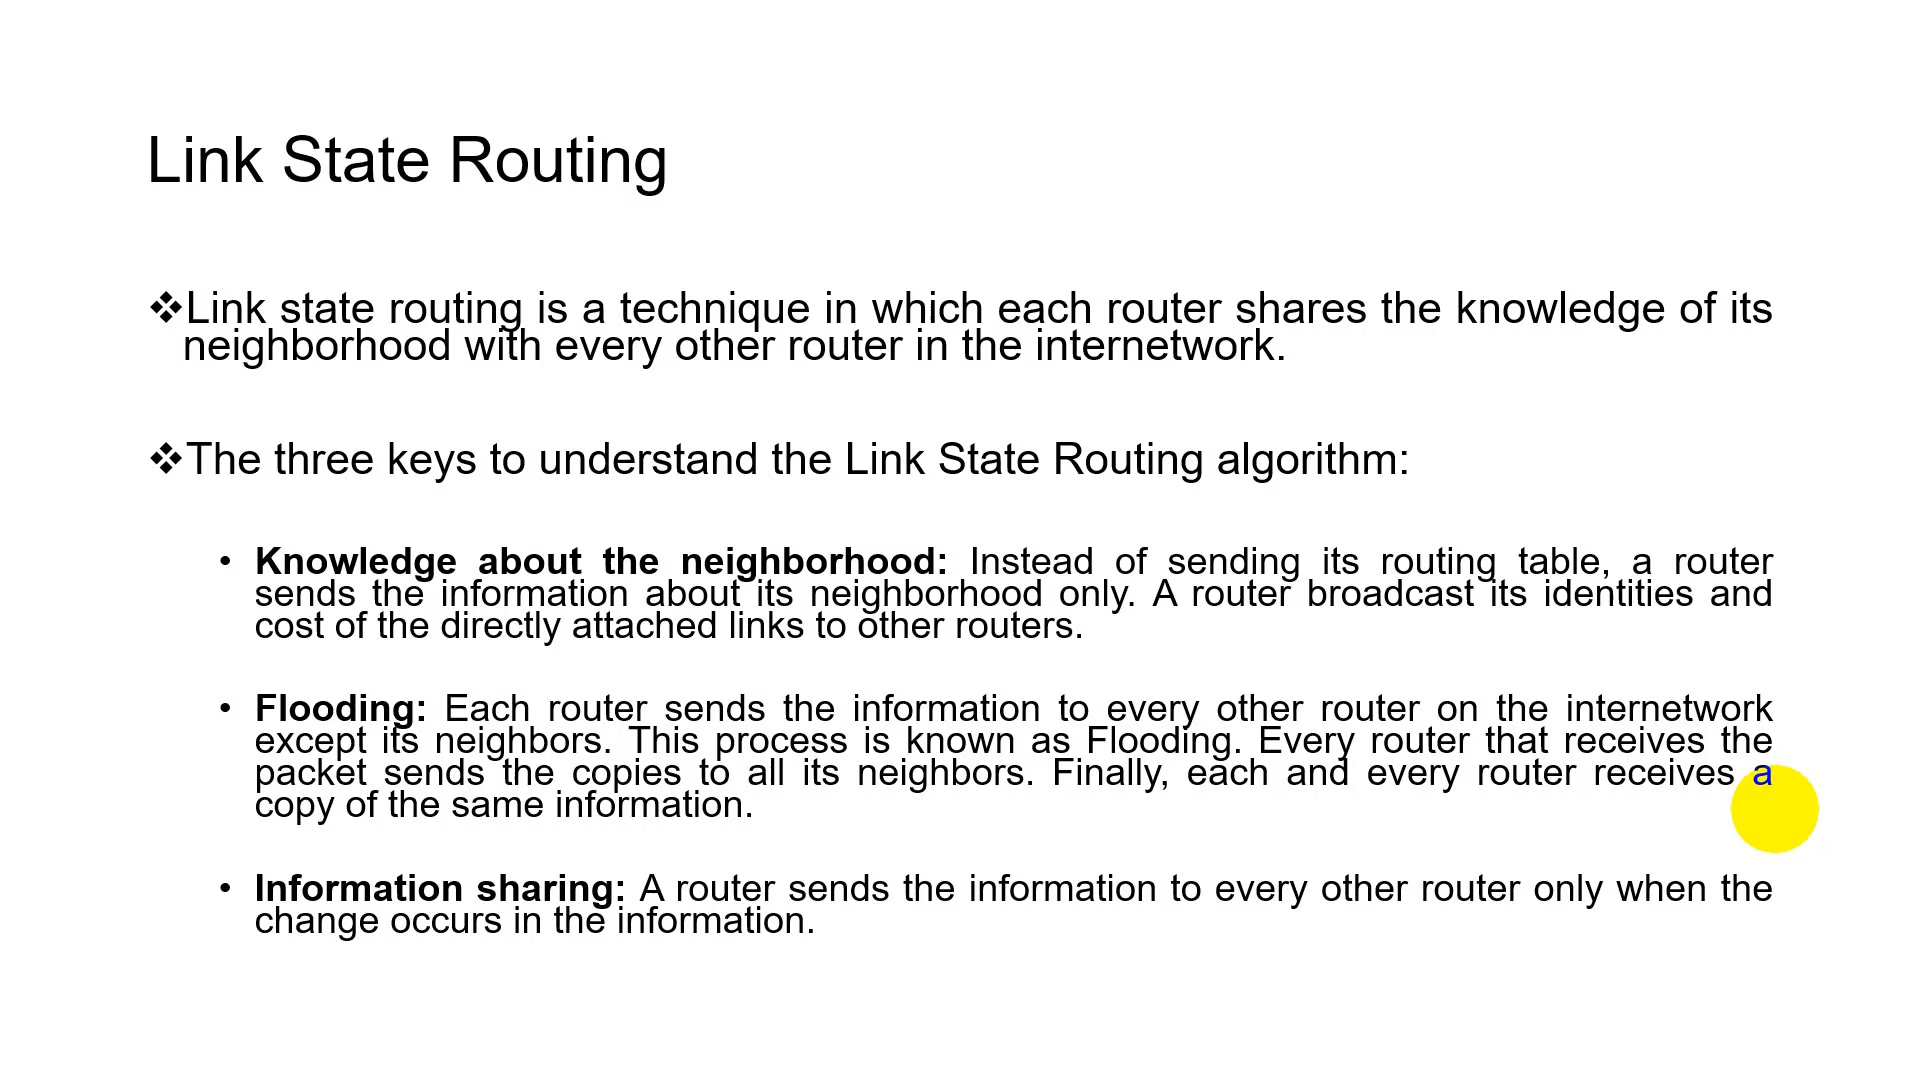 Link State Routing
❖Link state routing is a technique in which each router shares the knowledge of its
neighborhood with every other router in the internetwork.
❖The three keys to understand the Link State Routing algorithm:
• Knowledge about the neighborhood: Instead of sending its routing table, a router
sends the information about its neighborhood only. A router broadcast its identities and
cost of the directly attached links to other routers.
• Flooding: Each router sends the information to every other router on the internetwork
except its neighbors. This process is known as Flooding. Every router that receives the
packet sends the copies to all its neighbors. Finally, each and every router receives a
copy of the same information.
• Information sharing: A router sends the information to every other router only when the
change occurs in the information.